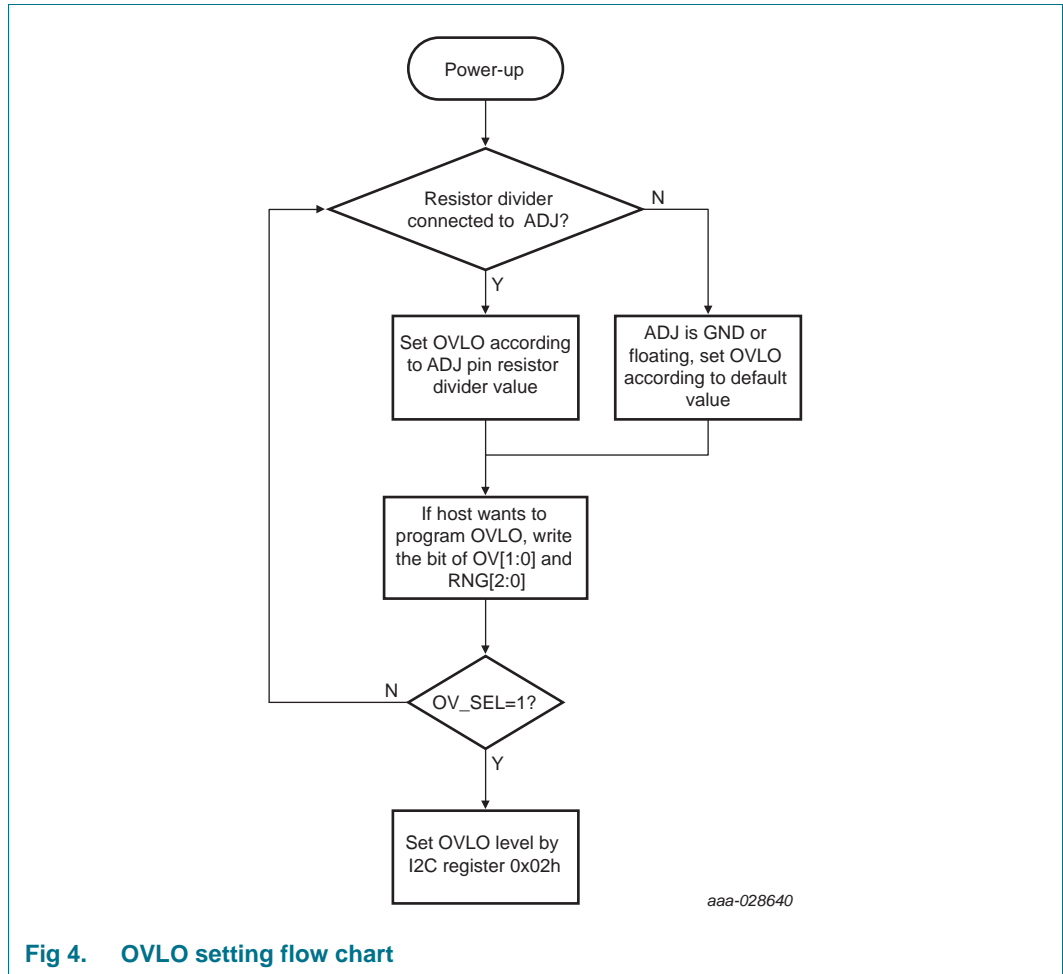 Power-up
Resistor divider
connected to ADJ?
N
Y
Set OVLO according
to ADJ pin resistor
divider value
ADJ is GND or
floating, set OVLO
according to default
value
If host wants to
program OVLO, write
the bit of OV[1:0] and
RNG[2:0]
N
OV_SEL=1?
Y
Set OVLO level by
I2C register 0x02h
aaa-028640
Fig 4. OVLO setting flow chart